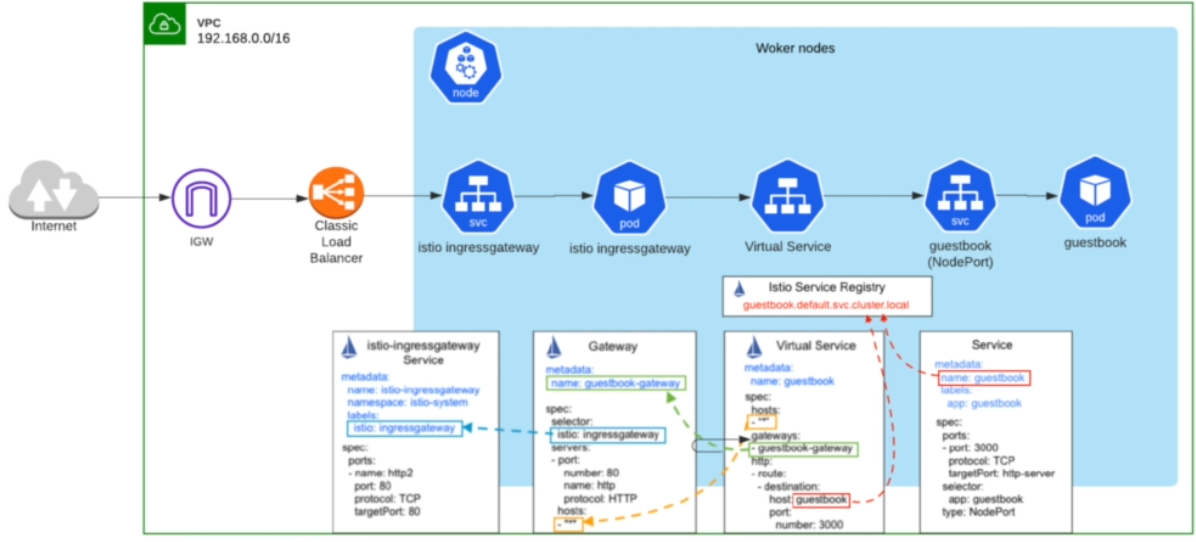 VPC
192.168.0.0/16
Woker nodes
node
Internet
IGW
Classic
Load
Balancer
svc
istio ingressgateway
pod
istio ingressgateway
Virtual Service
svc
guestbook
(NodePort)
pod
guestbook
Istio Service Registry
guestbook.default.svc.cluster.local
istio-ingressgateway
Service
metadata:
name: istio-ingressgateway
namespace: istio-system
labels:
istio: ingressgateway
spec:
ports:
- name: http2
port: 80
protocol: TCP
targetPort: 80
Gateway
metadata:
name: guestbook-gateway
spec:
selector:
istio: ingressgateway
servers:
- port:
number: 80
name: http
protocol: HTTP
hosts:
- "*"
Virtual Service
metadata:
name: guestbook
spec:
hosts:
- "*"
gateways:
- guestbook-gateway
http:
- route:
- destination:
host: guestbook
port:
number: 3000
Service
metadata:
name: guestbook
labels:
app: guestbook
spec:
ports:
- port: 3000
protocol: TCP
targetPort: http-server
selector:
app: guestbook
type: NodePort